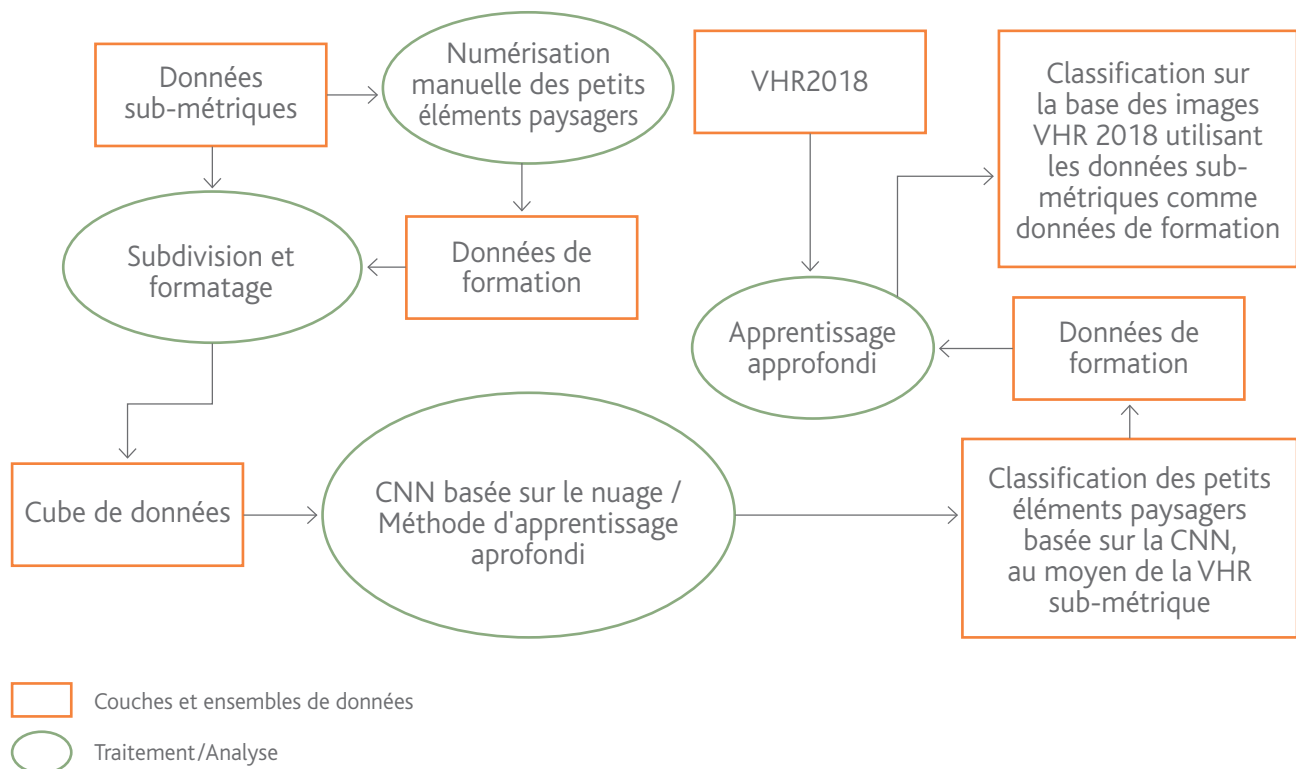 Données
sub-métriques
Numérisation
manuelle des petits
éléments paysagers
VHR2018
Classification sur
la base des images
VHR 2018 utilisant
les données sub-
métriques comme
données de formation
Subdivision et
formatage
Données de
formation
Apprentissage
approfondi
Données de
formation
Cube de données
CNN basée sur le nuage /
Méthode d'apprentissage
aprofondi
Classification des petits
éléments paysagers
basée sur la CNN,
au moyen de la VHR
sub-métrique
Couches et ensembles de données
Traitement/Analyse